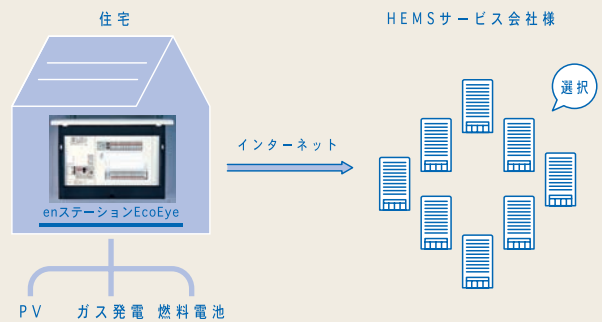 住宅
HEMSサービス会社様
選択
インターネット
enステーションEcoEye
PV ガス発電 燃料電池